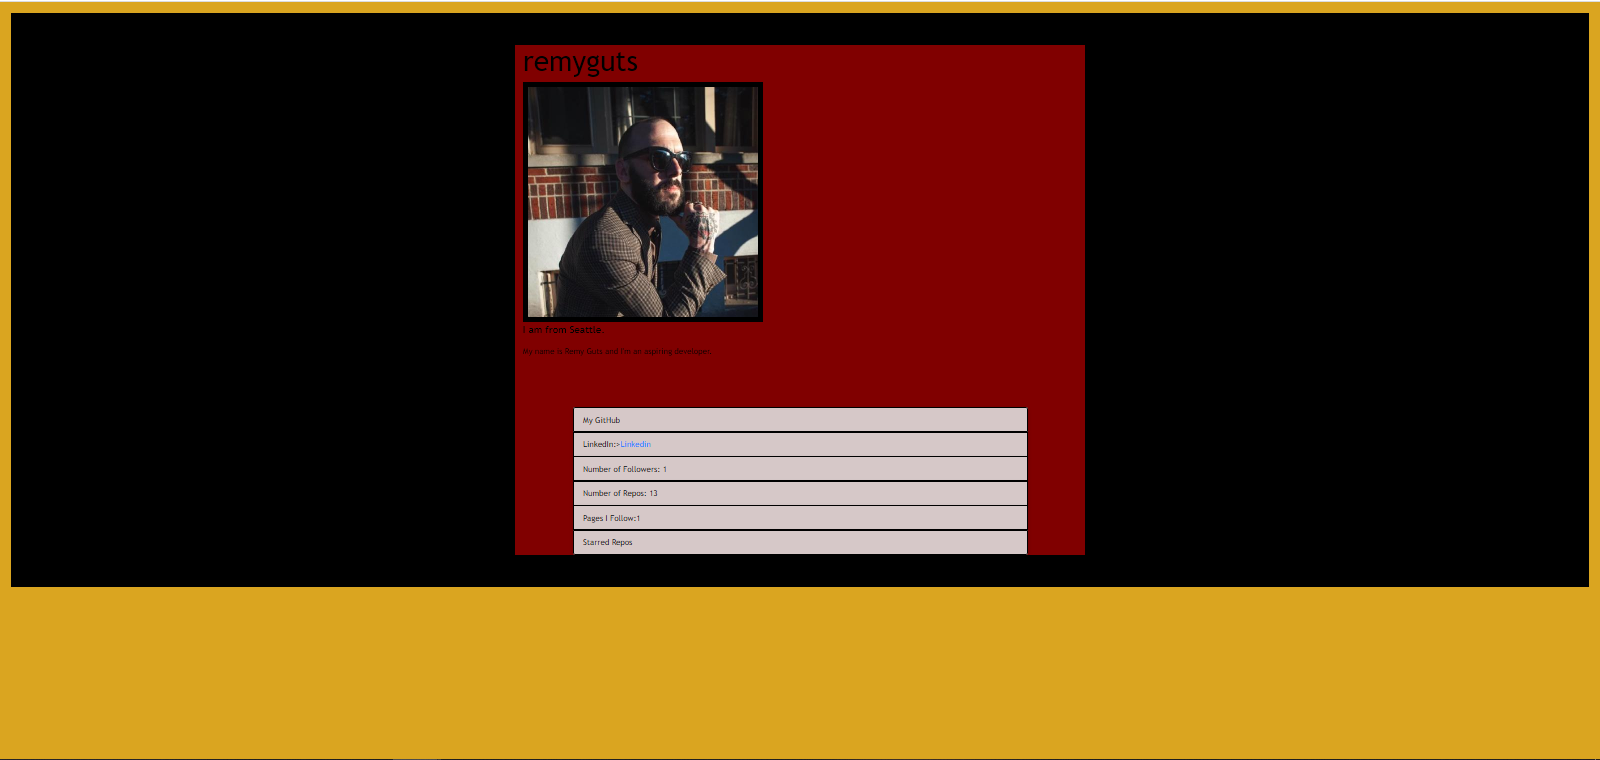 remyguts
I am from Seattle.
My name is Remy Guts and I'm an aspiring developer.
My GitHub
LinkedIn:>Linkedin
Number of Followers: 1
Number of Repos: 13
Pages I Follow:1
Starred Repos